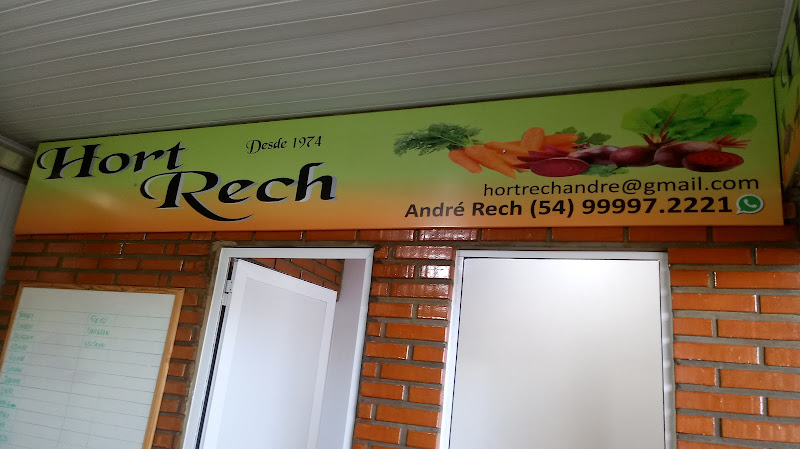 Hort
Rech
Desde 1974
hortrechandre@gmail.com
André Rech (54) 99997.2221